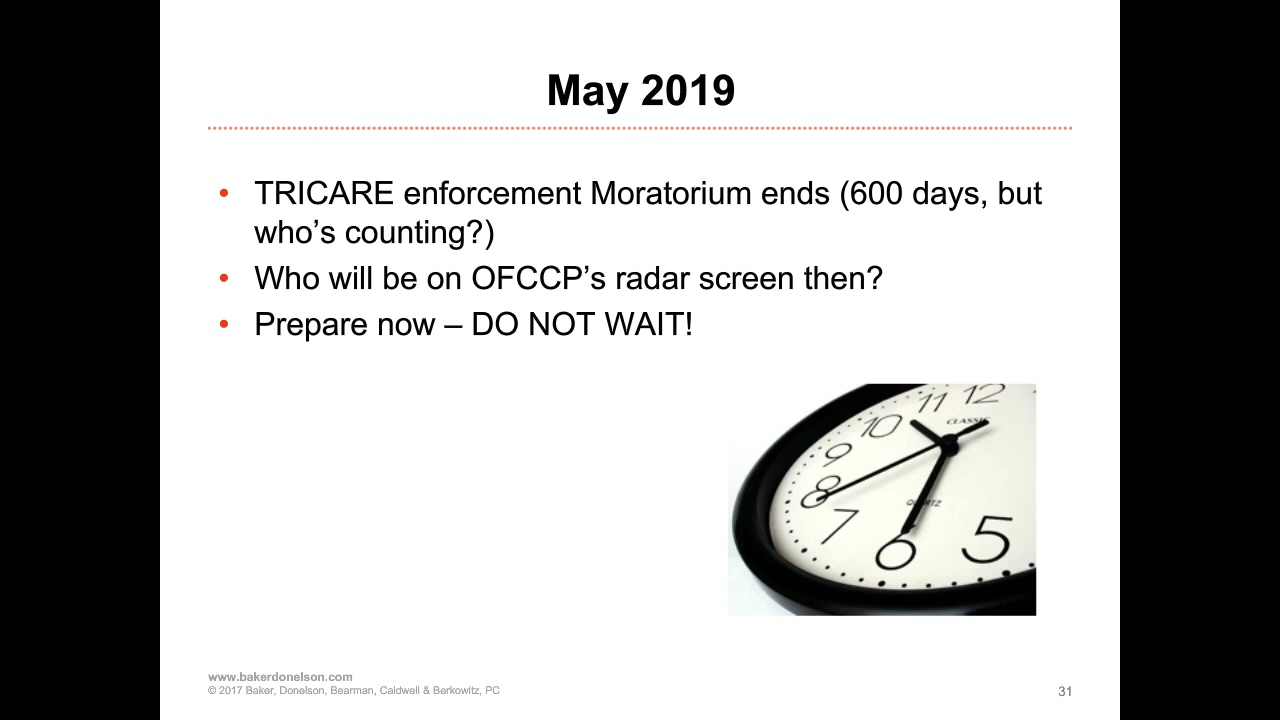 May 2019
• TRICARE enforcement Moratorium ends (600 days, but
who’s counting?)
• Who will be on OFCCP’s radar screen then?
• Prepare now – DO NOT WAIT!
11 12
10
CLASSIC
9
8
QUARTZ
7
6
5
www.bakerdonelson.com
© 2017 Baker, Donelson, Bearman, Caldwell & Berkowitz, PC
31